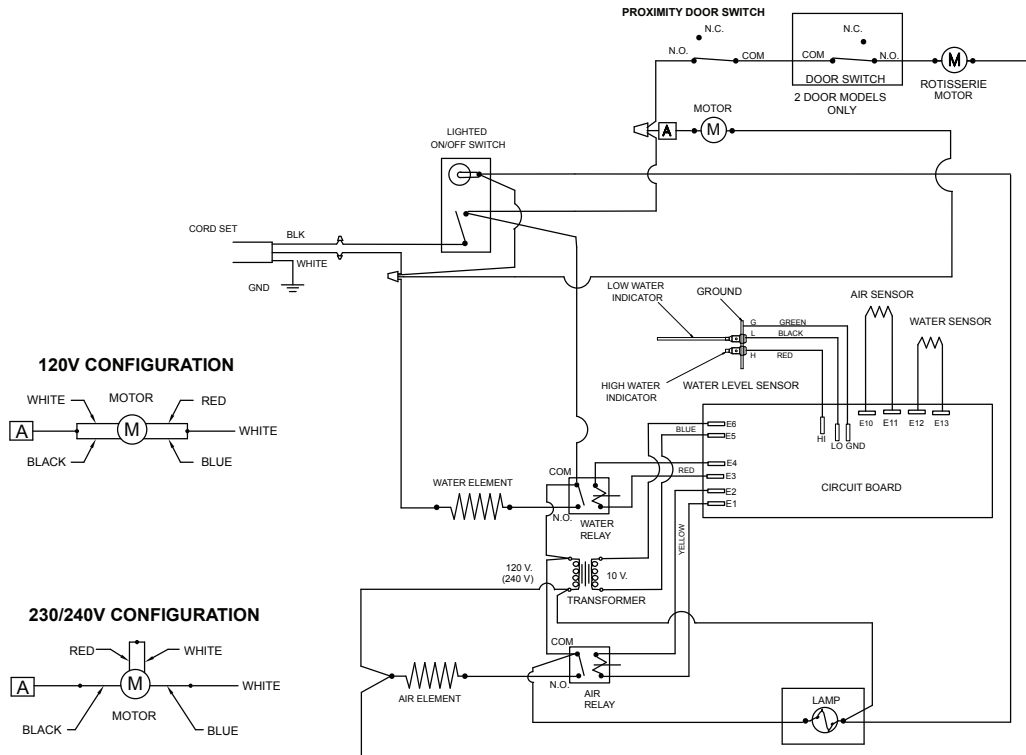 PROXIMITY DOOR SWITCH
N.C.
N.C.
N.O.
COM
COM
N.O.
DOOR SWITCH
2 DOOR MODELS
ONLY
ROTISSERIE
MOTOR
M
MOTOR
A
M
LIGHTED
ON/OFF SWITCH
CORD SET
BLK
WHITE
GND
LOW WATER
INDICATOR
GROUND
AIR SENSOR
WATER SENSOR
G
GREEN
L
BLACK
H
RED
HIGH WATER
INDICATOR
WATER LEVEL SENSOR
120V CONFIGURATION
WHITE
MOTOR
RED
A
M
WHITE
BLACK
BLUE
E10
E11
E12
E13
HI
LO
GND
BLUE
E6
E5
E4
RED
E3
E2
E1
CIRCUIT BOARD
YELLOW
WATER ELEMENT
COM
N.O.
WATER
RELAY
120 V.
(240 V)
10 V.
TRANSFORMER
230/240V CONFIGURATION
RED
WHITE
A
M
WHITE
BLACK
MOTOR
BLUE
COM
N.O.
AIR ELEMENT
AIR
RELAY
LAMP